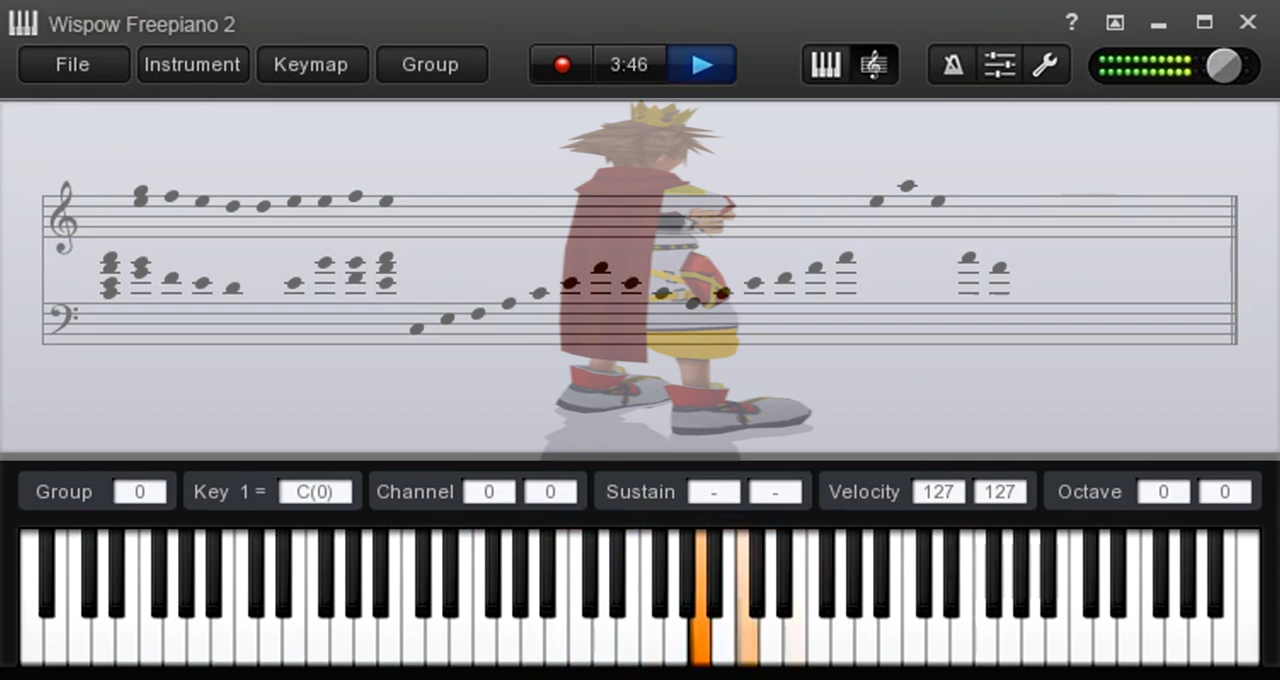 Wispow Freepiano 2 ?
File Instrument Keymap Group 3:46
Group 0 Key 1 = C(0) Channel 0 0 Sustain - - Velocity 127 127 Octave 0 0